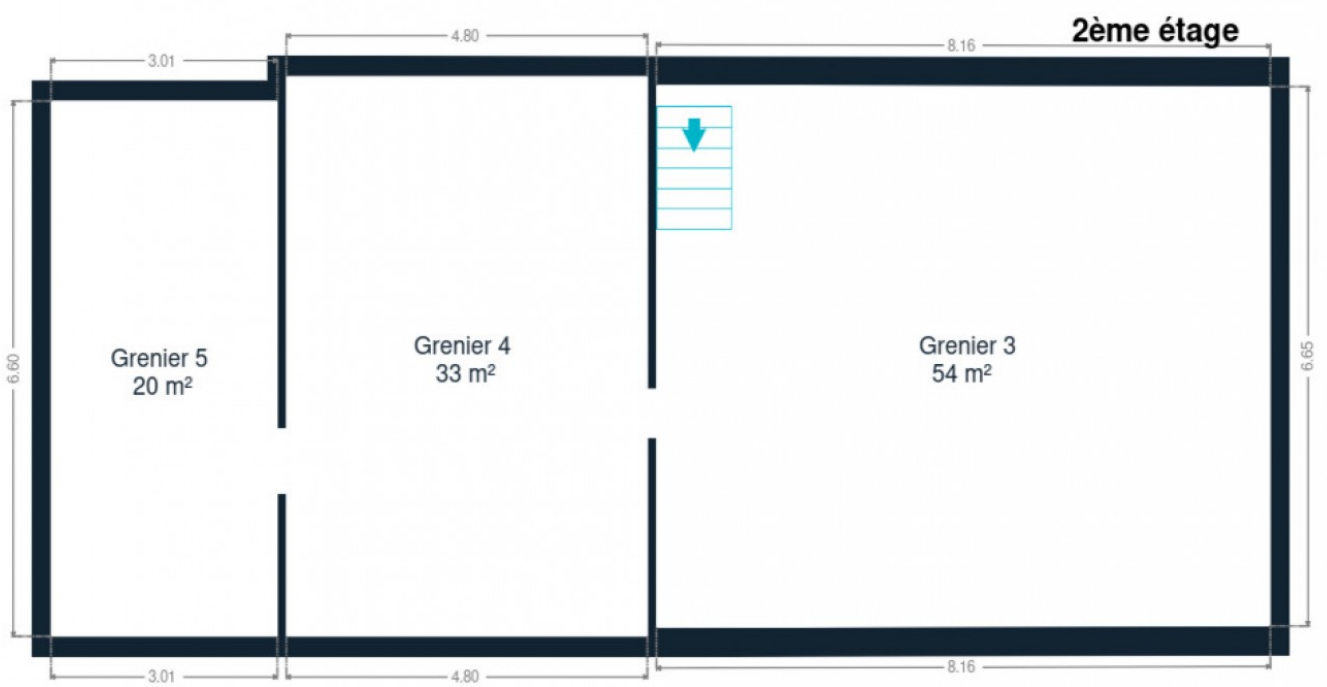 2ème étage
4.80
8.16
3.01
6.60
6.65
Grenier 5
20 m²
Grenier 4
33 m²
Grenier 3
54 m²
3.01
4.80
8.16